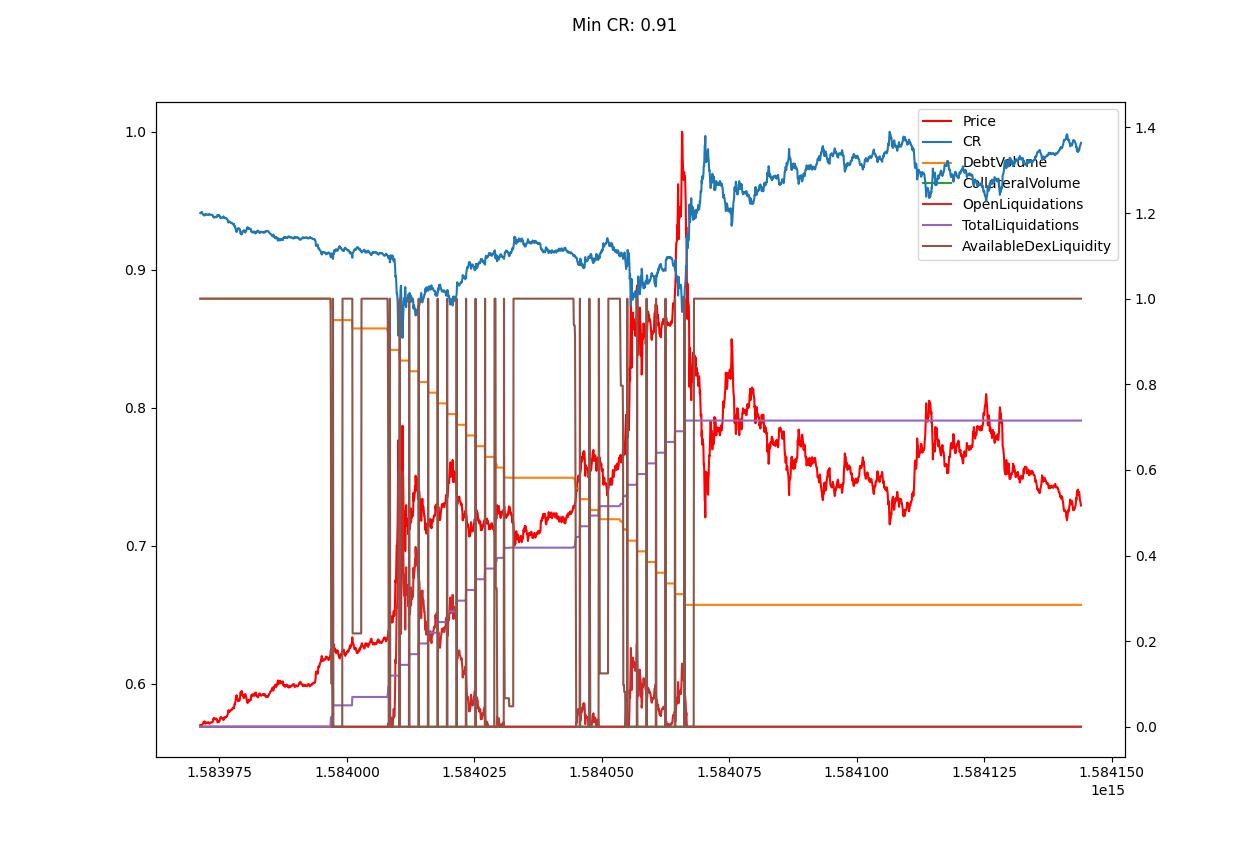 Min CR: 0.91
1.0
0.9
0.8
0.7
0.6
1.4
1.2
1.0
0.8
0.6
0.4
0.2
0.0
Price
CR
DebtVolume
CollateralVolume
OpenLiquidations
TotalLiquidations
AvailableDexLiquidity
1.583975 1.584000 1.584025 1.584050 1.584075 1.584100 1.584125 1.584150
1e15